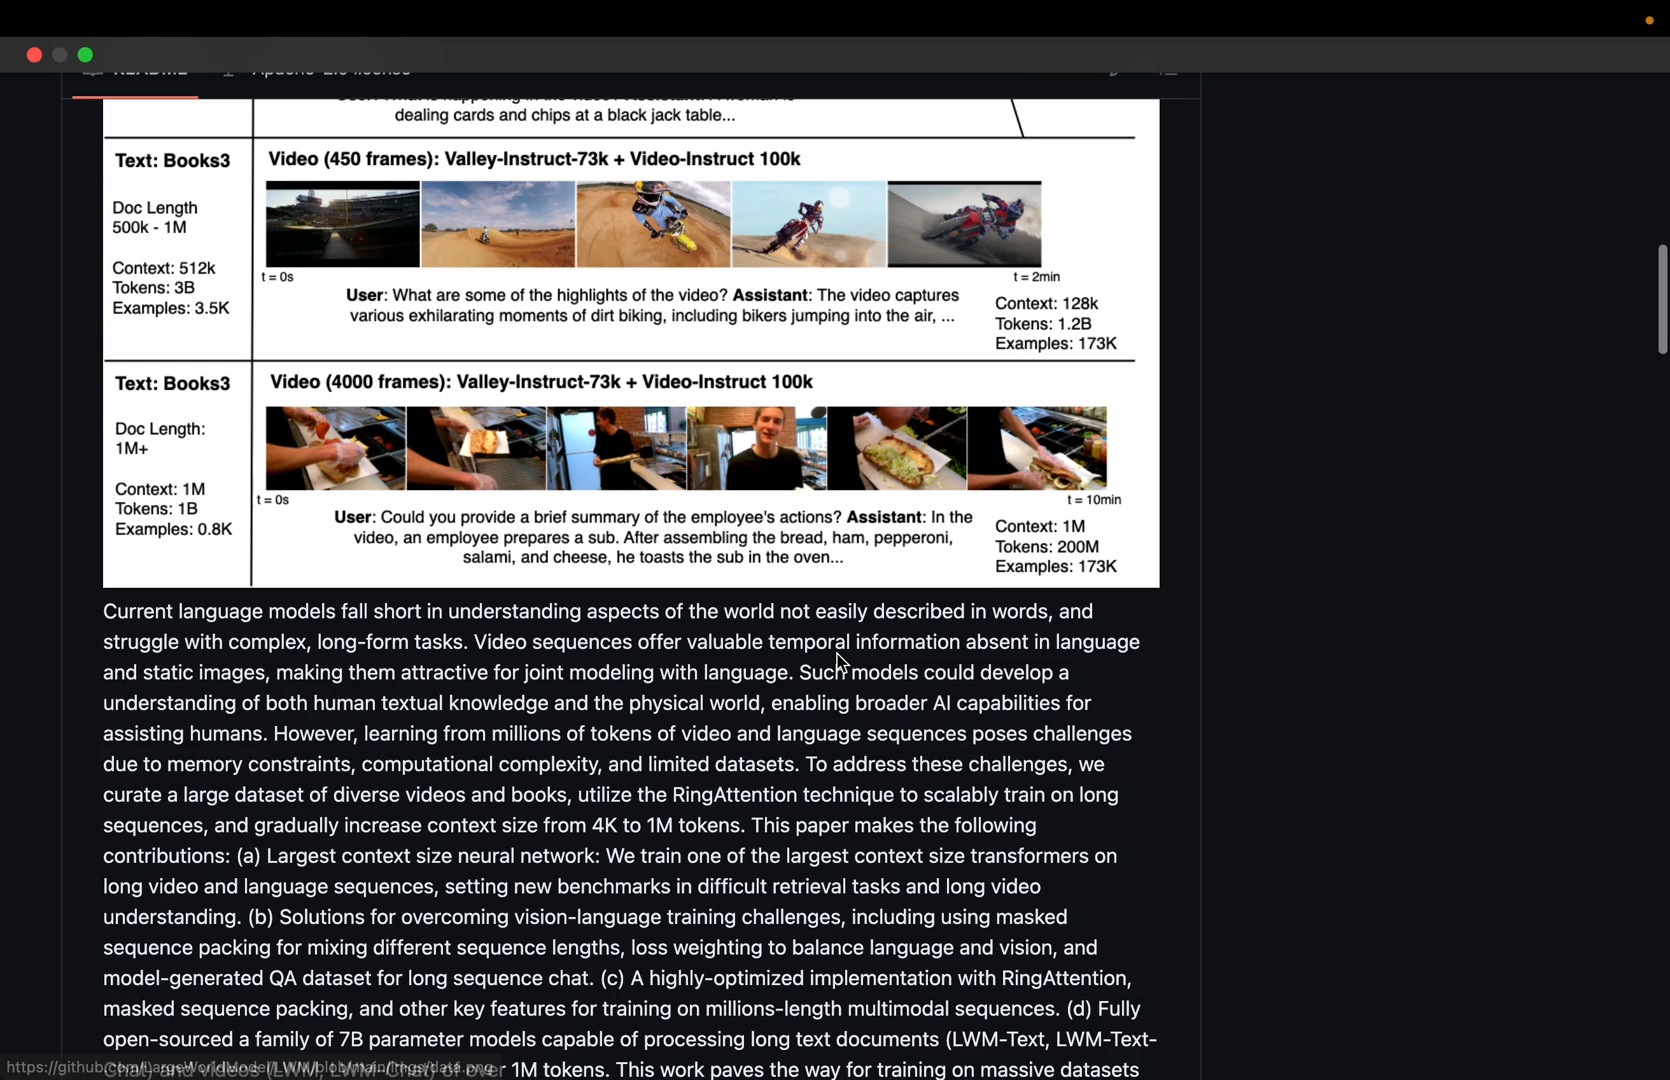 dealing cards and chips at a black jack table...
Text: Books3
Doc Length
500k - 1M
Context: 512k
Tokens: 3B
Examples: 3.5K
Video (450 frames): Valley-Instruct-73k + Video-Instruct 100k
t = 0s
t = 2min
User: What are some of the highlights of the video? Assistant: The video captures
various exhilarating moments of dirt biking, including bikers jumping into the air, ...
Context: 128k
Tokens: 1.2B
Examples: 173K
Text: Books3
Doc Length:
1M+
Context: 1M
Tokens: 1B
Examples: 0.8K
Video (4000 frames): Valley-Instruct-73k + Video-Instruct 100k
t = 0s
t = 10min
User: Could you provide a brief summary of the employee's actions? Assistant: In the
video, an employee prepares a sub. After assembling the bread, ham, pepperoni,
salami, and cheese, he toasts the sub in the oven...
Context: 1M
Tokens: 200M
Examples: 173K
Current language models fall short in understanding aspects of the world not easily described in words, and
struggle with complex, long-form tasks. Video sequences offer valuable temporal information absent in language
and static images, making them attractive for joint modeling with language. Such models could develop a
understanding of both human textual knowledge and the physical world, enabling broader AI capabilities for
assisting humans. However, learning from millions of tokens of video and language sequences poses challenges
due to memory constraints, computational complexity, and limited datasets. To address these challenges, we
curate a large dataset of diverse videos and books, utilize the RingAttention technique to scalably train on long
sequences, and gradually increase context size from 4K to 1M tokens. This paper makes the following
contributions: (a) Largest context size neural network: We train one of the largest context size transformers on
long video and language sequences, setting new benchmarks in difficult retrieval tasks and long video
understanding. (b) Solutions for overcoming vision-language training challenges, including using masked
sequence packing for mixing different sequence lengths, loss weighting to balance language and vision, and
model-generated QA dataset for long sequence chat. (c) A highly-optimized implementation with RingAttention,
masked sequence packing, and other key features for training on millions-length multimodal sequences. (d) Fully
open-sourced a family of 7B parameter models capable of processing long text documents (LWM-Text, LWM-Text-
Chat) and videos (LWM, LWM-Chat) of over 1M tokens. This work paves the way for training on massive datasets
https://github.com/LargeWorldModel/LWM/blob/main/imgs/data.png